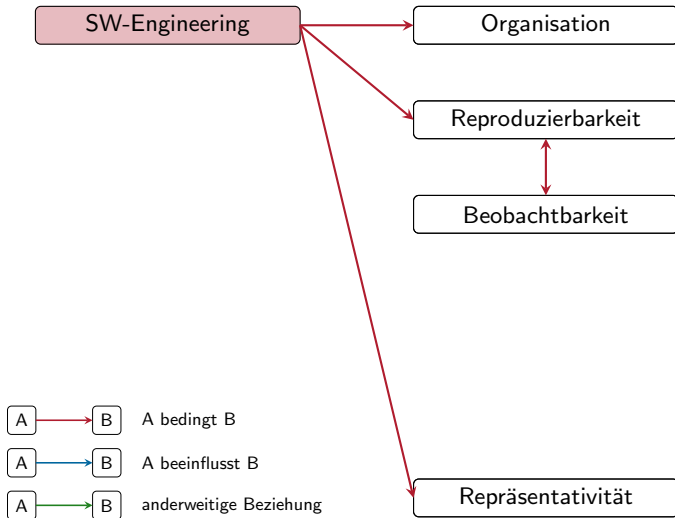 SW-Engineering
Organisation
Reproduzierbarkeit
Beobachtbarkeit
A B A bedingt B
A B A beeinflusst B
A B anderweitige Beziehung
Repräsentativität